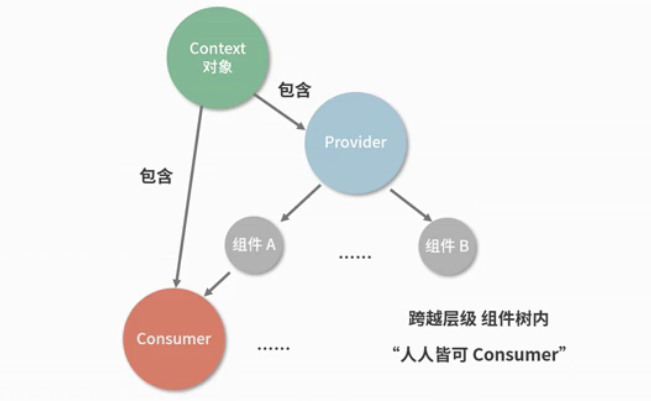 Context
对象
包含
Provider
包含
组件 A
......
组件 B
Consumer
......
跨越层级 组件树内
“人人皆可 Consumer”